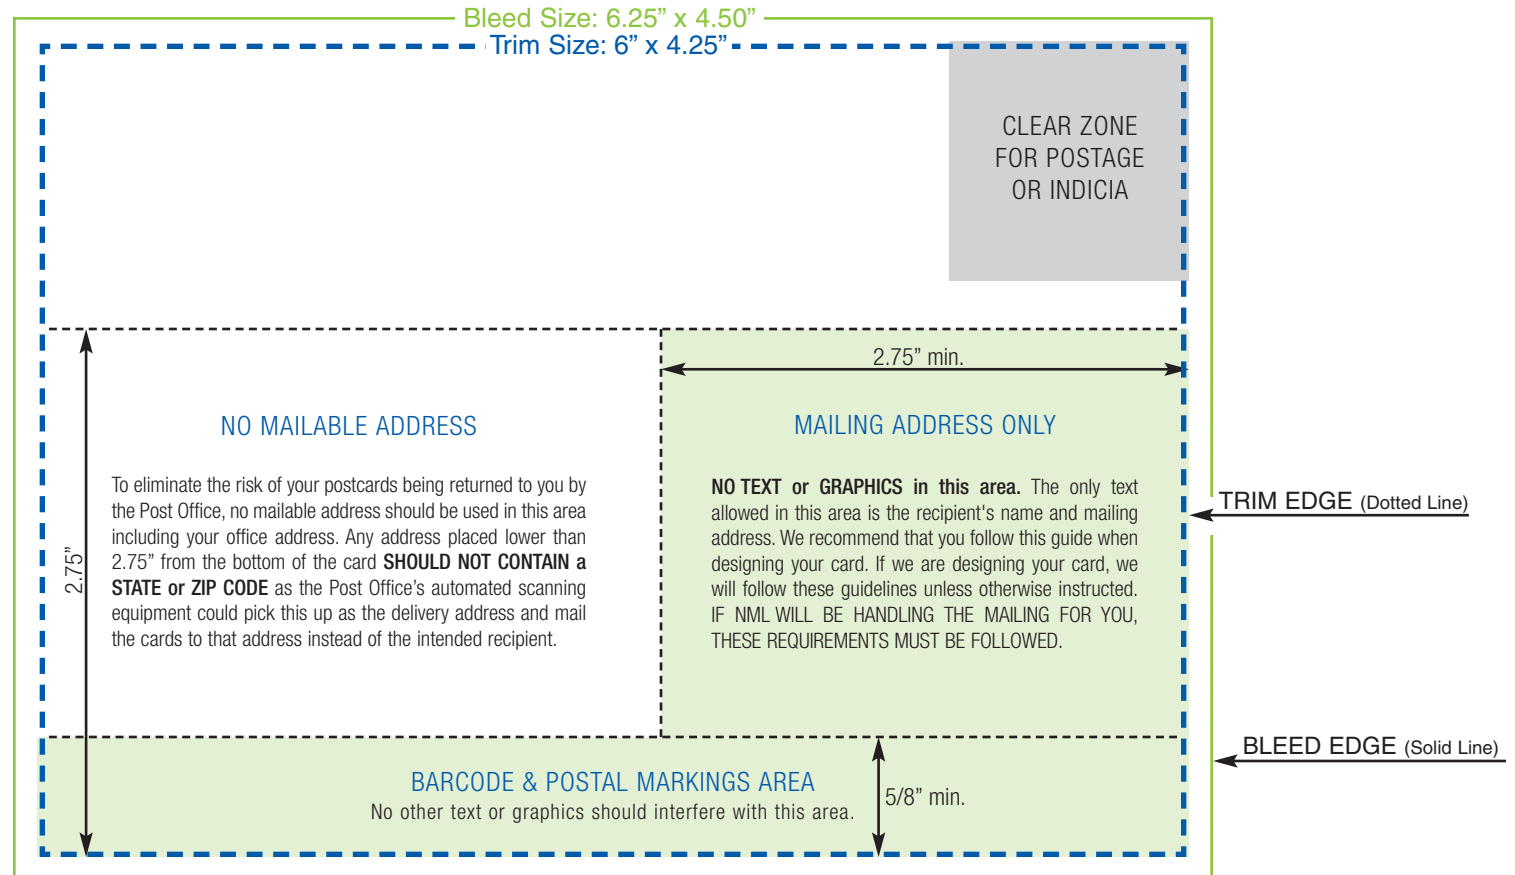 Bleed Size: 6.25” x 4.50”
Trim Size: 6” x 4.25”
CLEAR ZONE
FOR POSTAGE
OR INDICIA
2.75”
2.75” min.
NO MAILABLE ADDRESS
To eliminate the risk of your postcards being returned to you by
the Post Office, no mailable address should be used in this area
including your office address. Any address placed lower than
2.75” from the bottom of the card SHOULD NOT CONTAIN a
STATE or ZIP CODE as the Post Office’s automated scanning
equipment could pick this up as the delivery address and mail
the cards to that address instead of the intended recipient.
MAILING ADDRESS ONLY
NO TEXT or GRAPHICS in this area. The only text
allowed in this area is the recipient's name and mailing
address. We recommend that you follow this guide when
designing your card. If we are designing your card, we
will follow these guidelines unless otherwise instructed.
IF NML WILL BE HANDLING THE MAILING FOR YOU,
THESE REQUIREMENTS MUST BE FOLLOWED.
TRIM EDGE (Dotted Line)
BLEED EDGE (Solid Line)
BARCODE & POSTAL MARKINGS AREA
No other text or graphics should interfere with this area.
5/8” min.